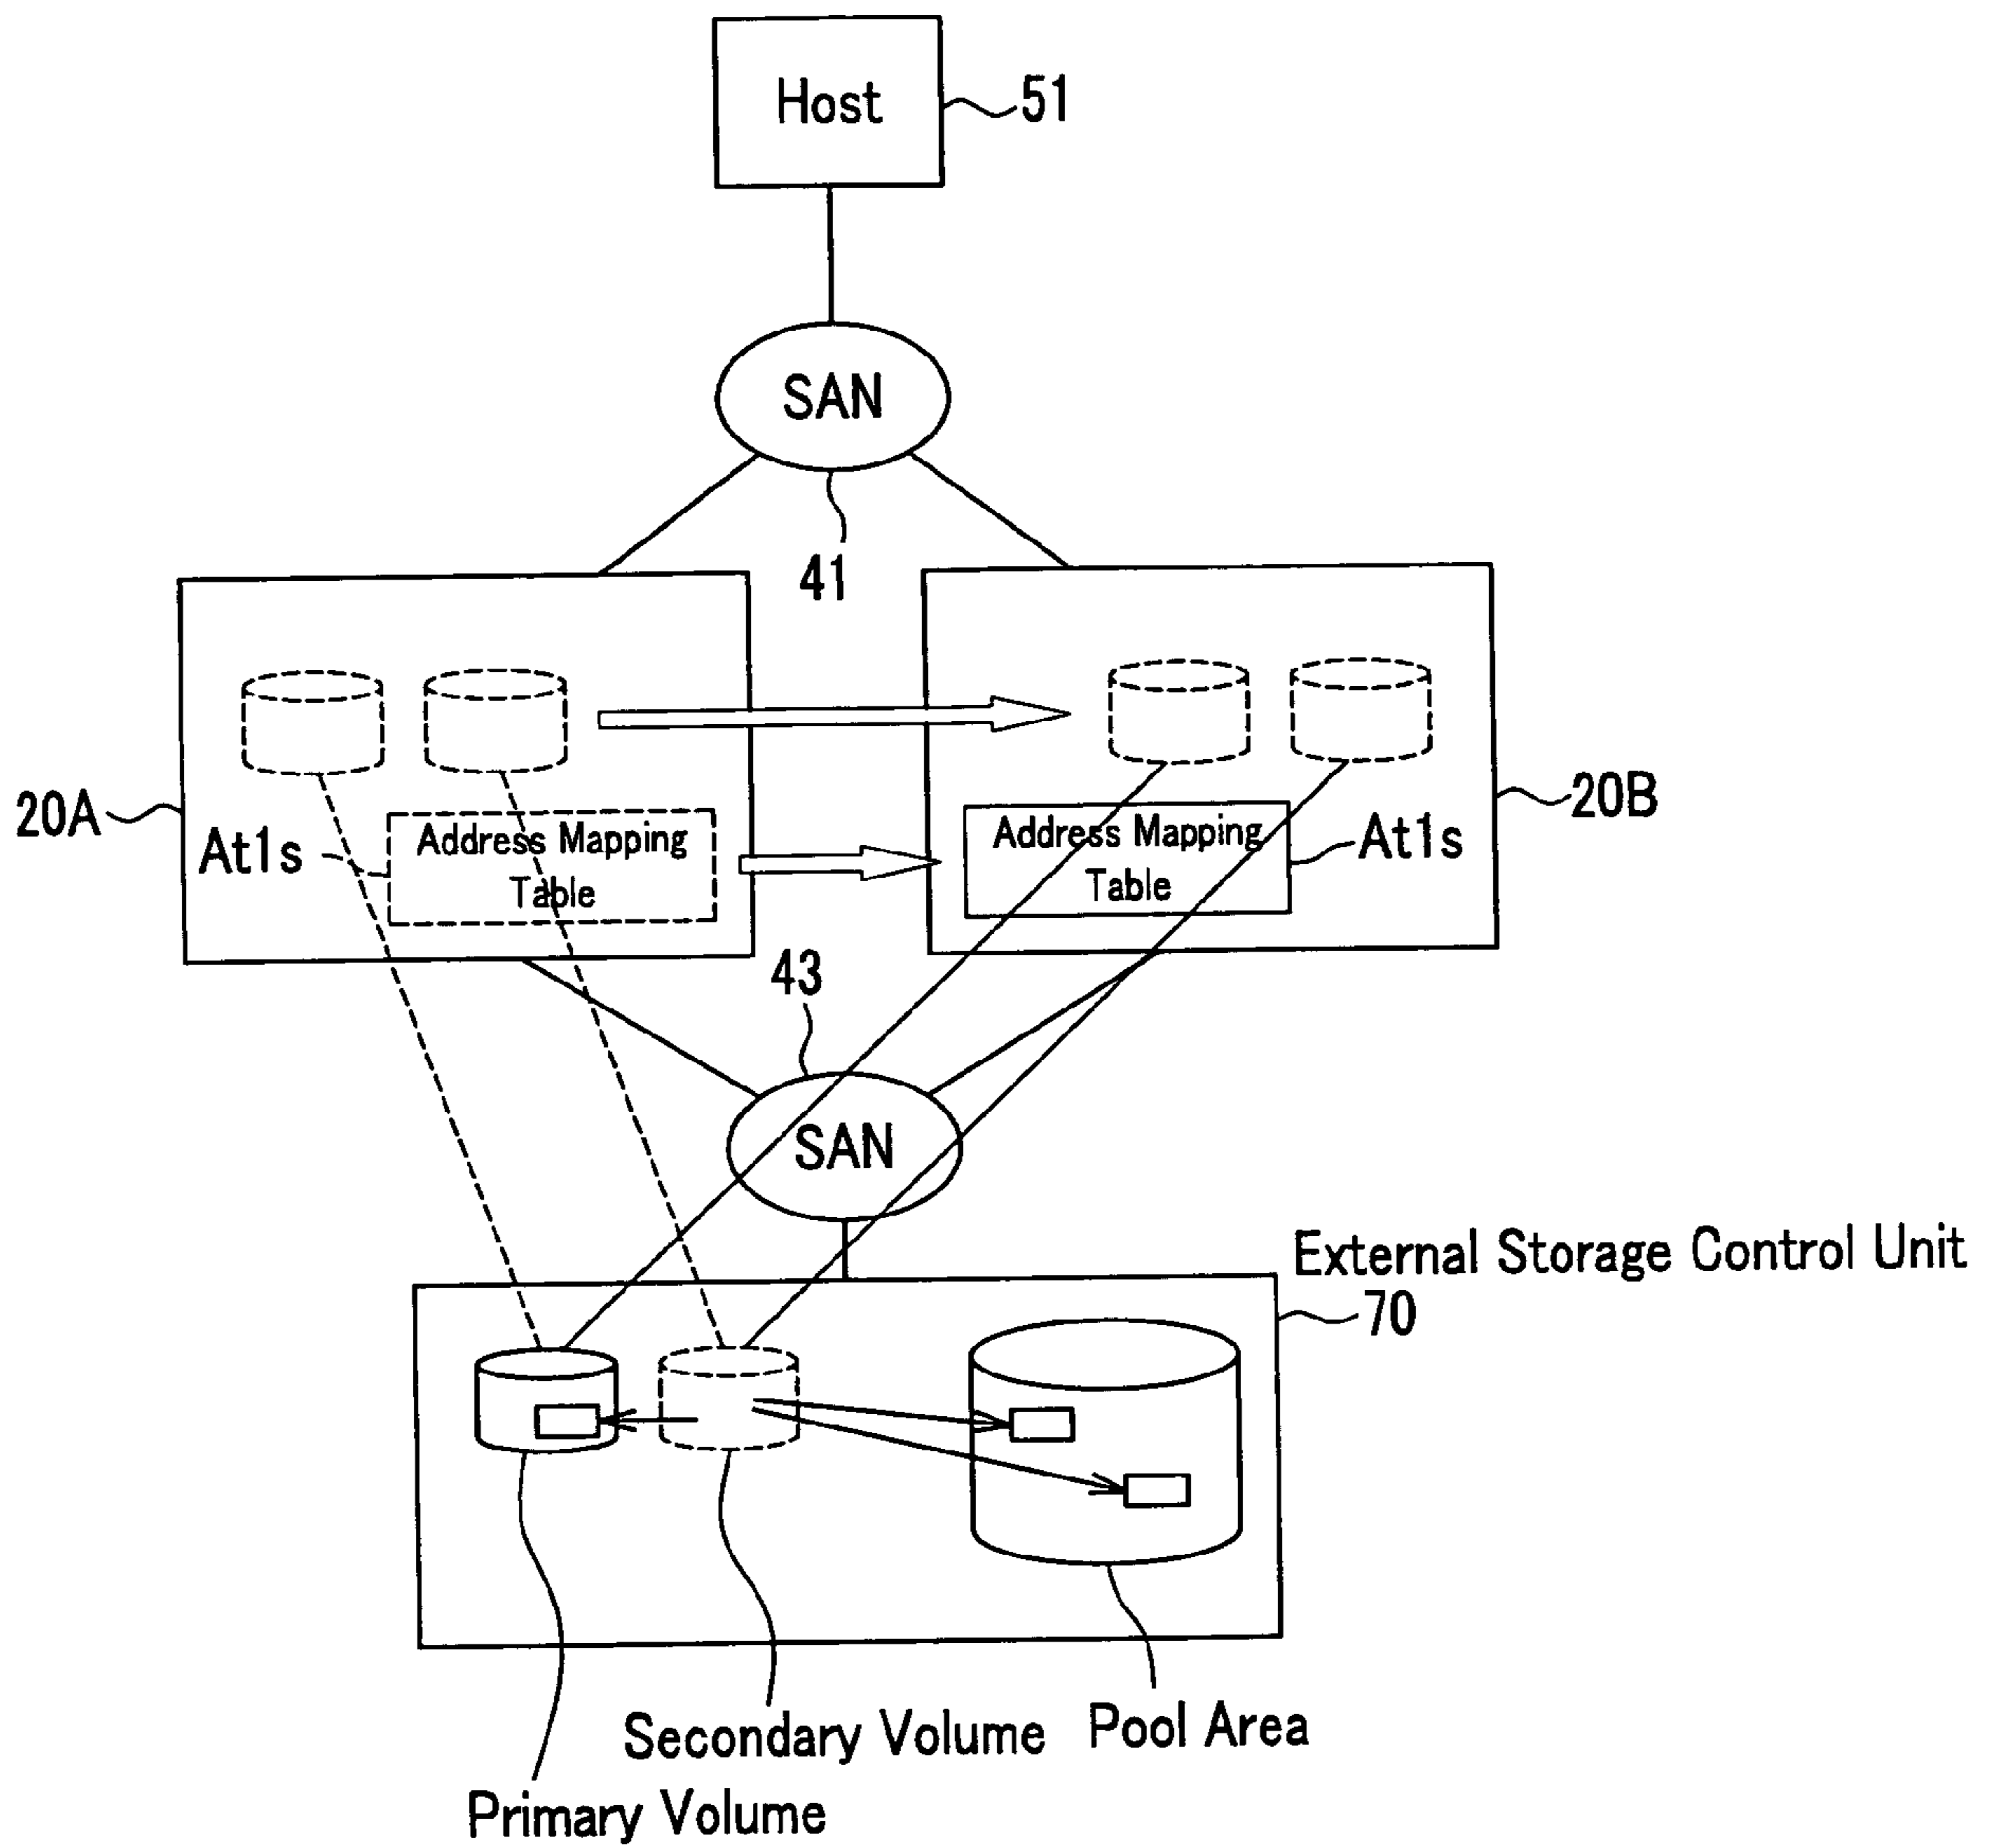 Host
51
SAN
41
20A
At1s
Address Mapping
Table
Address Mapping
Table
At1s
20B
43
SAN
External Storage Control Unit
70
Secondary Volume
Pool Area
Primary Volume